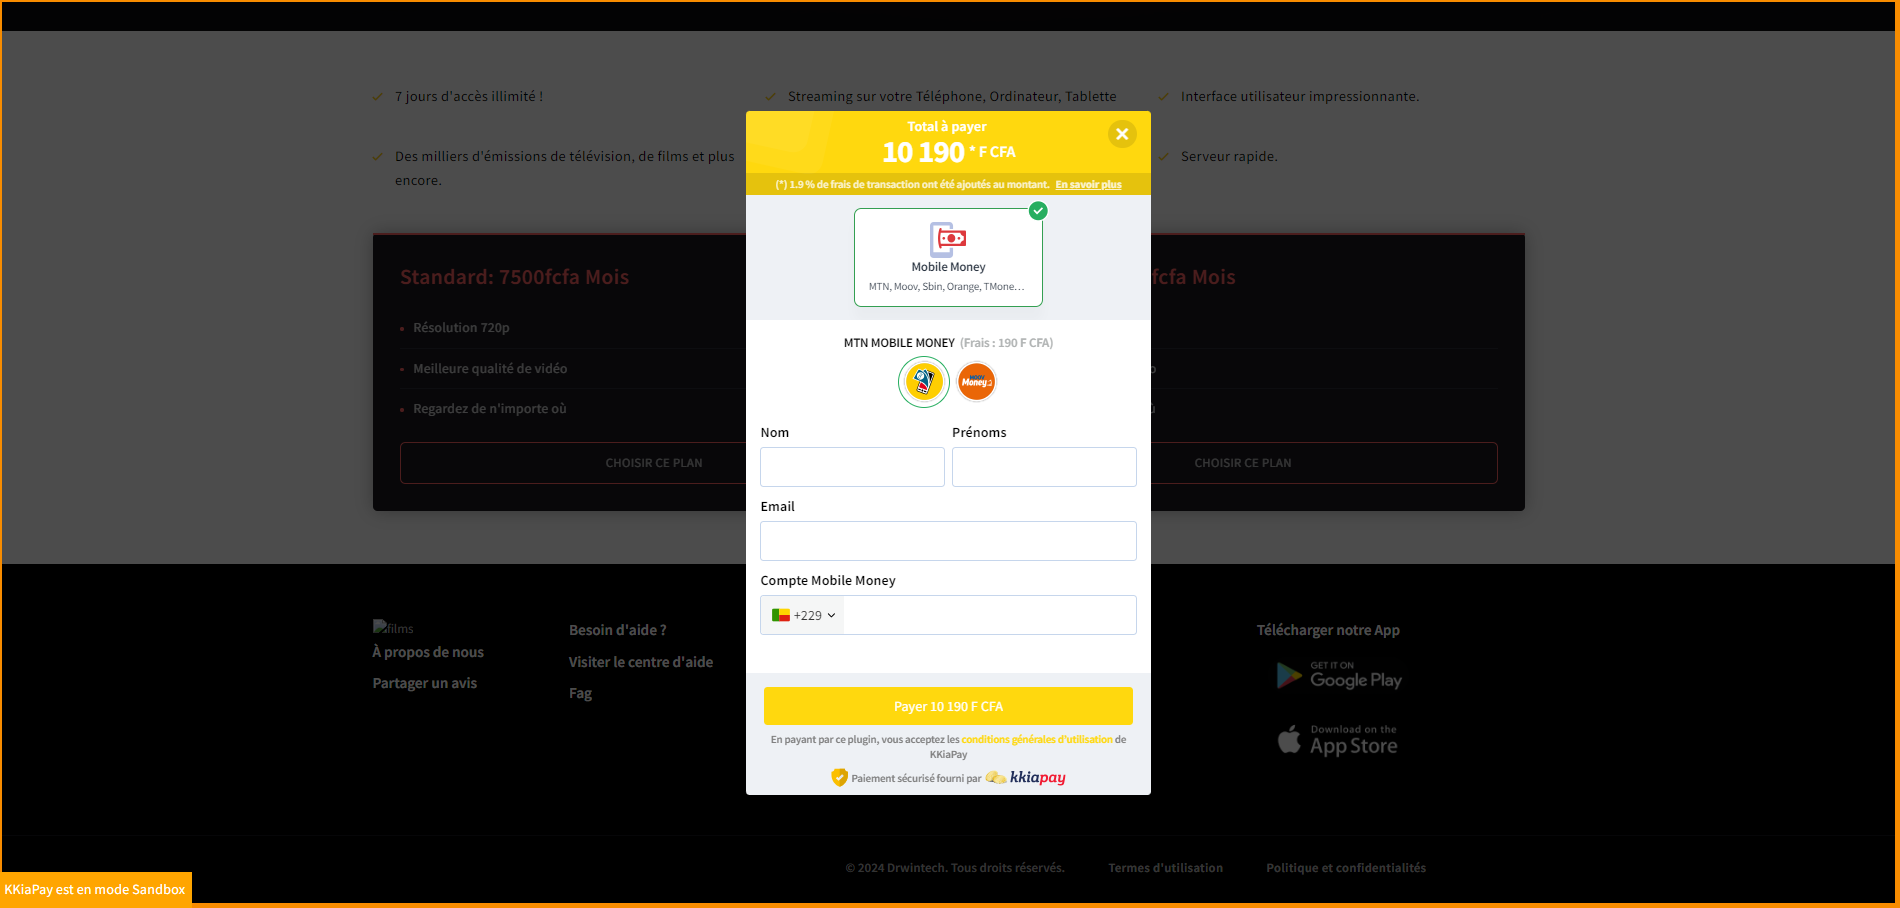 7 jours d'accès illimité !
Streaming sur votre Téléphone, Ordinateur, Tablette
Interface utilisateur impressionnante.
Des milliers d'émissions de télévision, de films et plus
encore.
Serveur rapide.
Total à payer
10 190 * F CFA
(*) 1.9 % de frais de transaction ont été ajoutés au montant. En savoir plus
Mobile Money
MTN, Moov, Sbin, Orange, TMone...
MTN MOBILE MONEY (Frais : 190 F CFA)
Money
Nom
Prénoms
Email
Compte Mobile Money
+229
Payer 10 190 F CFA
En payant par ce plugin, vous acceptez les conditions générales d'utilisation de
KKiaPay
Paiement sécurisé fourni par kkiapay
Standard: 7500fcfa Mois
Résolution 720p
Meilleure qualité de vidéo
Regardez de n'importe où
CHOISIR CE PLAN
fcfa Mois
CHOISIR CE PLAN
films
À propos de nous
Partager un avis
Besoin d'aide ?
Visiter le centre d'aide
Faq
Télécharger notre App
GET IT ON
Google Play
Download on the
App Store
© 2024 Drwintech. Tous droits réservés.
Termes d'utilisation
Politique et confidentialités
KKiaPay est en mode Sandbox